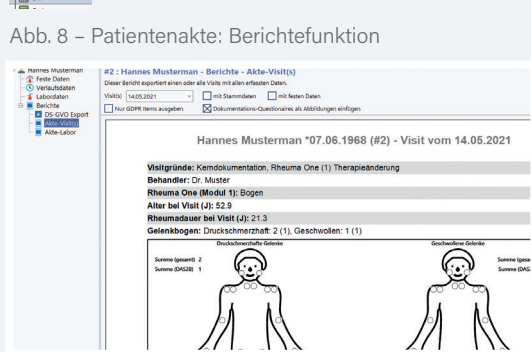 Abb. 8 – Patientenakte: Berichtefunktion
Hannes Musterman
Feste Daten
Verlaufsdaten
Labordaten
Berichte
DS-GVO Export
Akte-Visit(s)
Akte-Labor
#2 : Hannes Musterman - Berichte - Akte-Visit(s)
Dieser Bericht exportiert einen oder alle Visits mit allen erfassten Daten.
Visit(s) 14.05.2021 mit Stammdaten mit festen Daten
Nur GDPR Items ausgeben Dokumentations-Questionaires als Abbildungen einfügen
Hannes Musterman *07.06.1968 (#2) - Visit vom 14.05.2021
Visitgründe: Kerndokumentation, Rheuma One (1) Therapieänderung
Behandler: Dr. Muster
Rheuma One (Modul 1): Bogen
Alter bei Visit (J): 52.9
Rheumadauer bei Visit (J): 21.3
Gelenkbogen: Druckschmerzhaft: 2 (1), Geschwollen: 1 (1)
Druckschmerzhafte Gelenke Geschwollene Gelenke
Summe (gesamt) 2 Summe (gesa
Summe (DAS28) 1 Summe (DAS